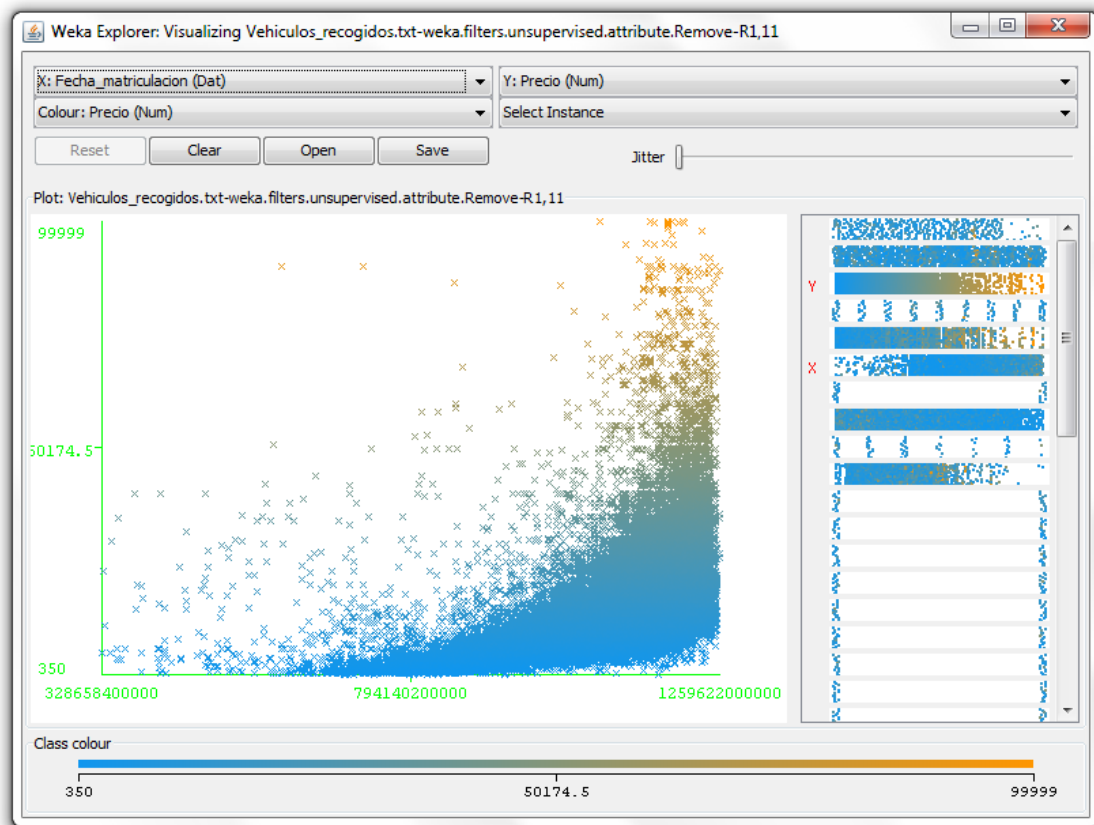 Weka Explorer: Visualizing Vehiculos_recogidos.txt-weka.filters.unsupervised.attribute.Remove-R1,11
X: Fecha_matriculacion (Dat)
Y: Precio (Num)
Colour: Precio (Num)
Select Instance
Reset
Clear
Open
Save
Jitter
Plot: Vehiculos_recogidos.txt-weka.filters.unsupervised.attribute.Remove-R1,11
99999
50174.5
350
328658400000
794140200000
1259622000000
Y
X
Class colour
350
50174.5
99999